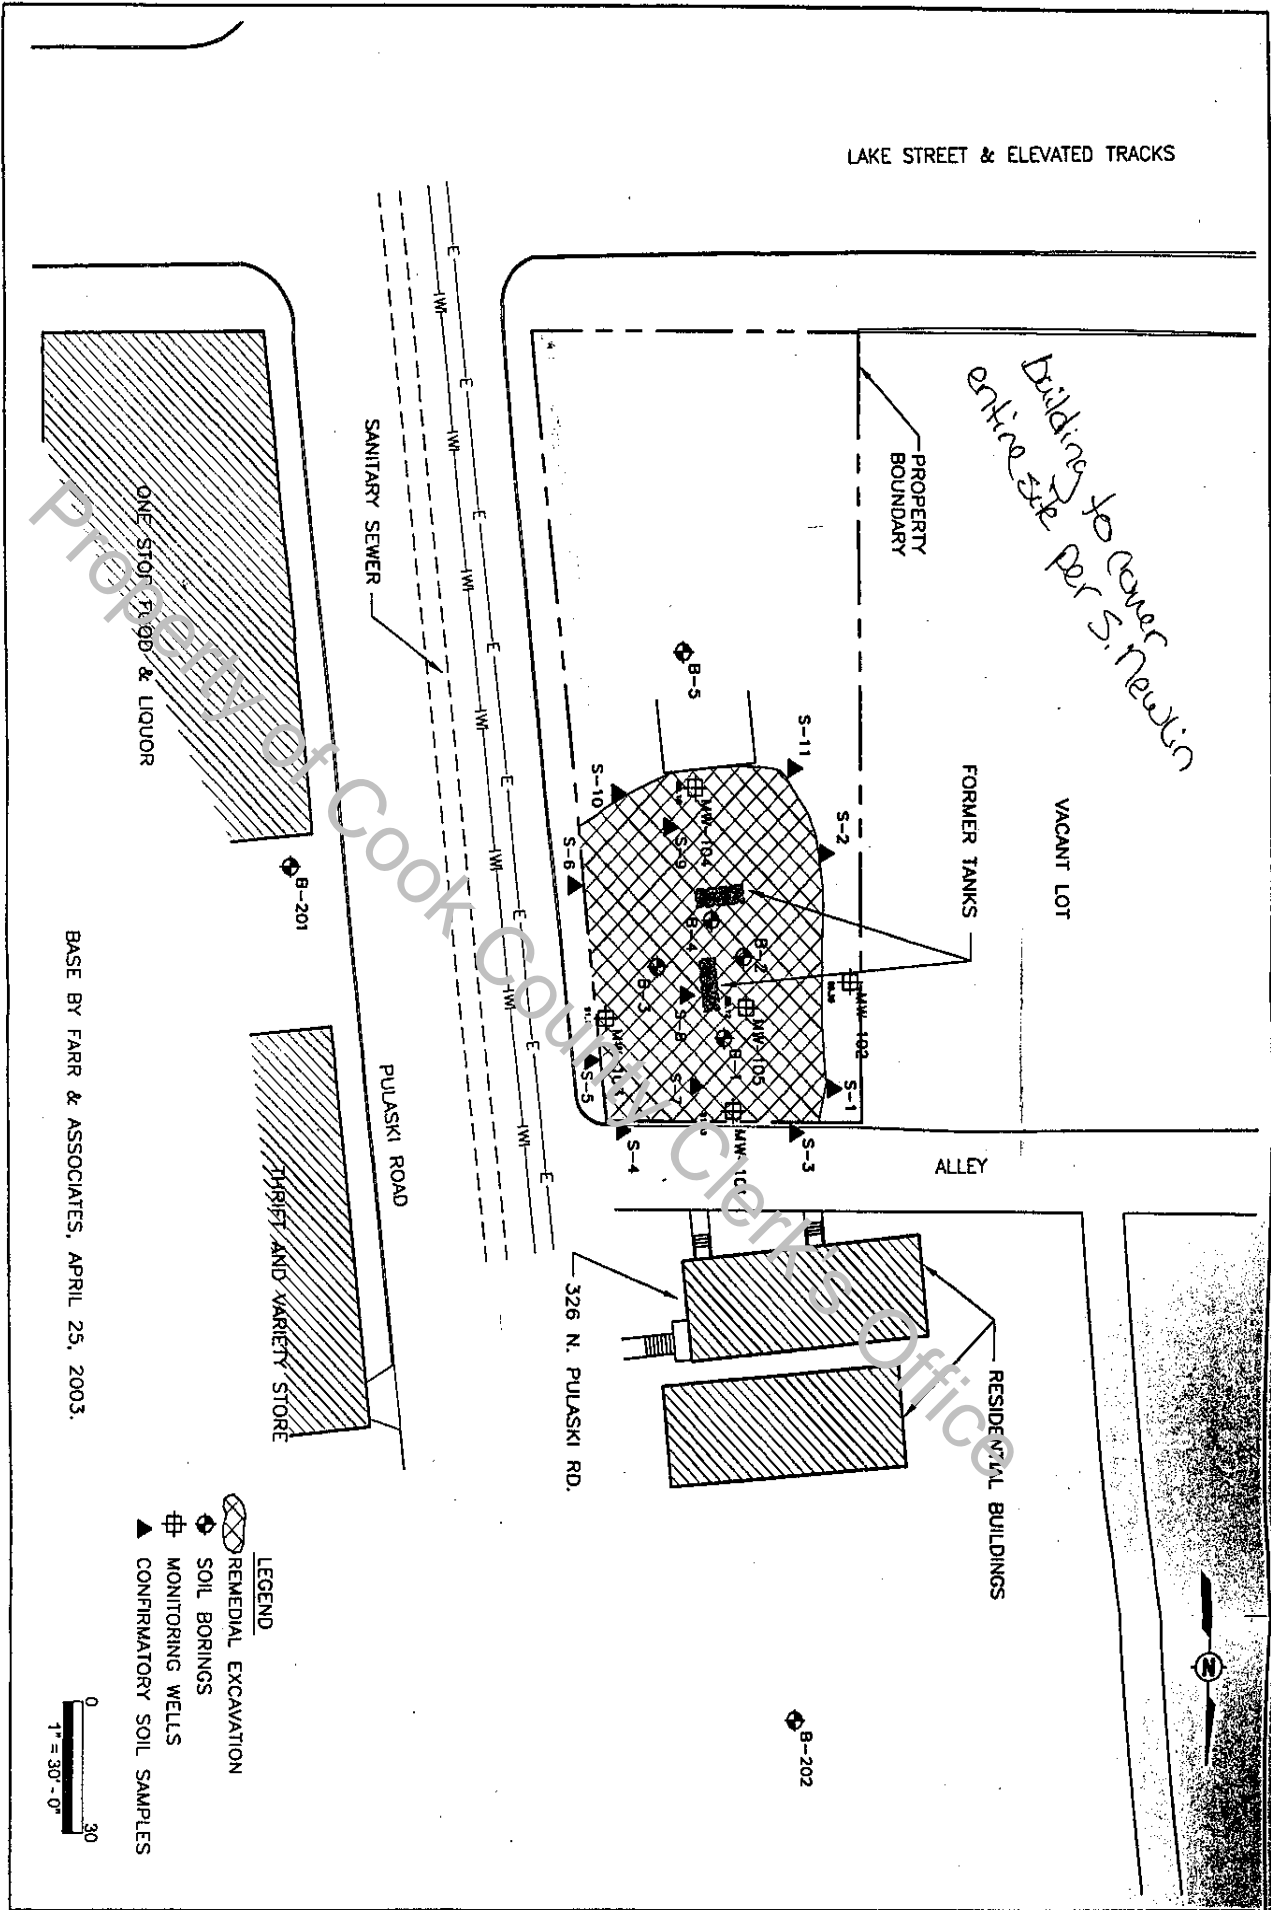 LAKE STREET & ELEVATED TRACKS
building to cover
entire site per S. Newlin
PROPERTY
BOUNDARY
VACANT LOT
FORMER TANKS
SANITARY SEWER
ONE STOP FOOD & LIQUOR
B-5
S-11
S-2
S-10
MW-104
S-9
S-6
B-4
B-2
B-3
S-8
MW-105
MW-102
B-1
S-7
S-1
S-5
S-4
S-3
MW-101
ALLEY
E
E
E
E
E
E
E
E
W
W
W
W
W
W
W
B-201
PULASKI ROAD
THRIFT AND VARIETY STORE
326 N. PULASKI RD.
RESIDENTIAL BUILDINGS
BASE BY FARR & ASSOCIATES, APRIL 25, 2003.
N
B-202
LEGEND
REMEDIAL EXCAVATION
SOIL BORINGS
MONITORING WELLS
CONFIRMATORY SOIL SAMPLES
0 30
1" = 30'-0"
Property of Cook County Clerk's Office